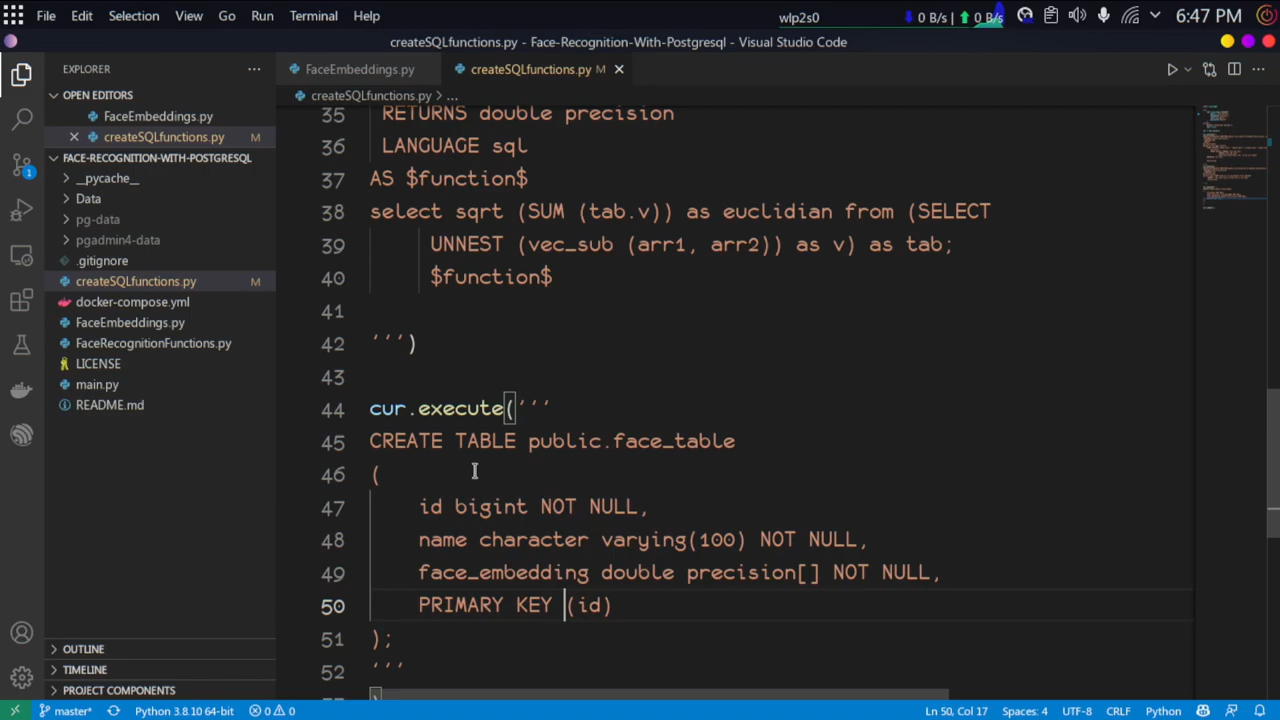 File Edit Selection View Go Run Terminal Help
wlp2s0 0 B/s 0 B/s 6:47 PM
createSQLfunctions.py - Face-Recognition-With-Postgresql - Visual Studio Code
EXPLORER
OPEN EDITORS
FaceEmbeddings.py
createSQLfunctions.py M
FACE-RECOGNITION-WITH-POSTGRESQL
__pycache__
Data
pg-data
pgadmin4-data
.gitignore
createSQLfunctions.py M
docker-compose.yml
FaceEmbeddings.py
FaceRecognitionFunctions.py
LICENSE
main.py
README.md
OUTLINE
TIMELINE
PROJECT COMPONENTS
1
FaceEmbeddings.py createSQLfunctions.py M
createSQLfunctions.py > ...
35 RETURNS double precision
36 LANGUAGE sql
37 AS $function$
38 select sqrt (SUM (tab.v)) as euclidian from (SELECT
39 UNNEST (vec_sub (arr1, arr2)) as v) as tab;
40 $function$
41
42 ''')
43
44 cur.execute('''
45 CREATE TABLE public.face_table
46 (
47 id bigint NOT NULL,
48 name character varying(100) NOT NULL,
49 face_embedding double precision[] NOT NULL,
50 PRIMARY KEY (id)
51 );
52 '''
)
master* Python 3.8.10 64-bit 0 0 Ln 50, Col 17 Spaces: 4 UTF-8 CRLF Python